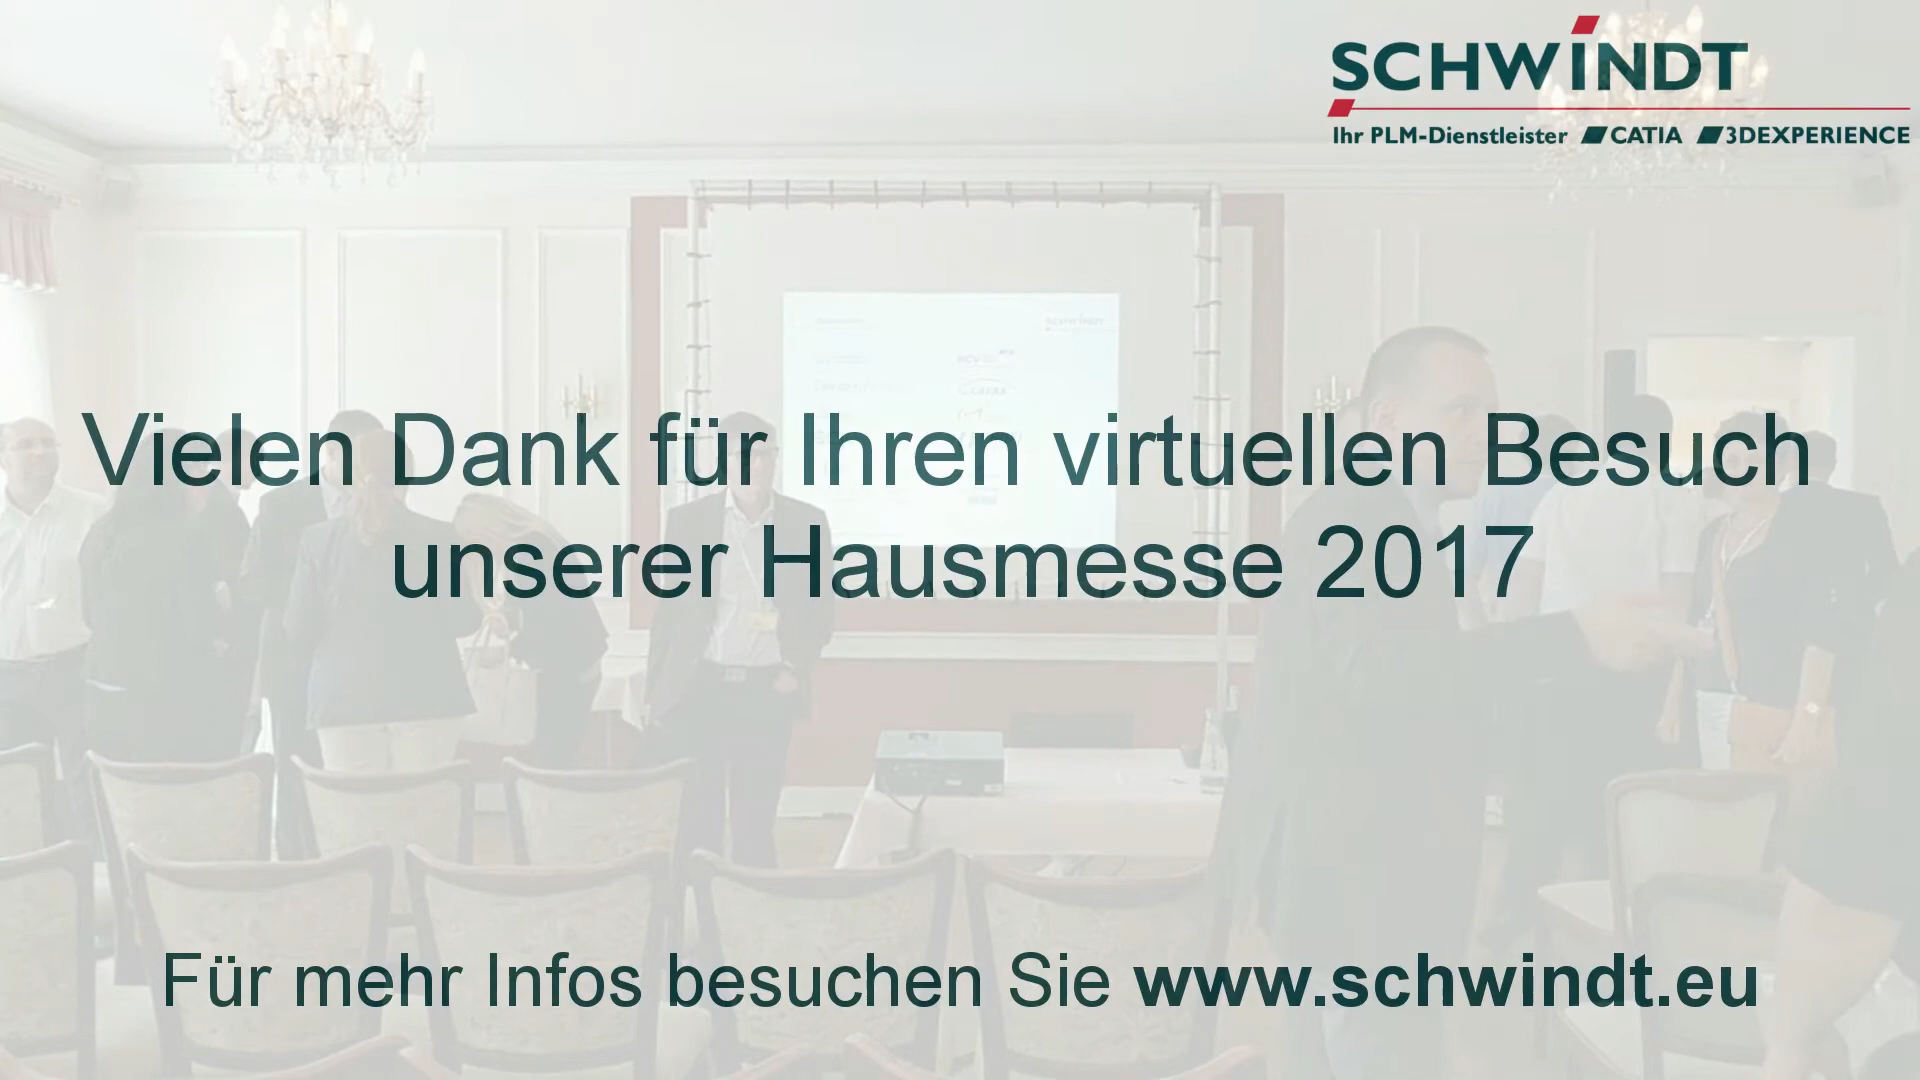 SCHWINDT
Ihr PLM-Dienstleister CATIA 3DEXPERIENCE
Vielen Dank für Ihren virtuellen Besuch
unserer Hausmesse 2017
Für mehr Infos besuchen Sie www.schwindt.eu